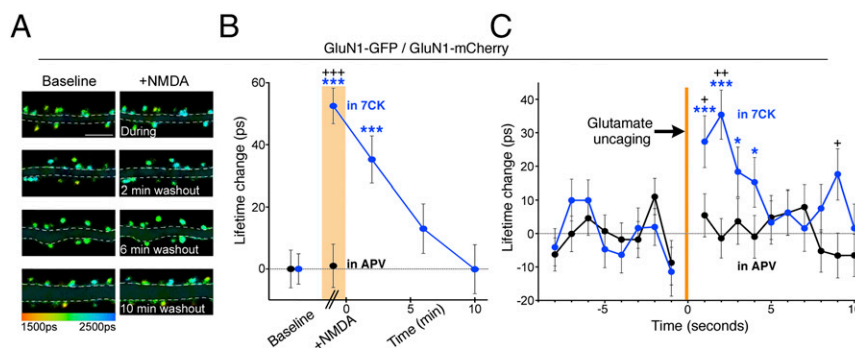 A
B
C
GluN1-GFP / GluN1-mCherry
Baseline
+NMDA
During
2 min washout
6 min washout
10 min washout
1500ps
2500ps
Lifetime change (ps)
60
40
20
0
+++
***
in 7CK
***
in APV
Baseline
+NMDA
0
5
10
Time (min)
Lifetime change (ps)
40
30
20
10
0
-10
-20
Glutamate
uncaging
++
+
***
***
in 7CK
*
*
+
in APV
-5
0
5
10
Time (seconds)